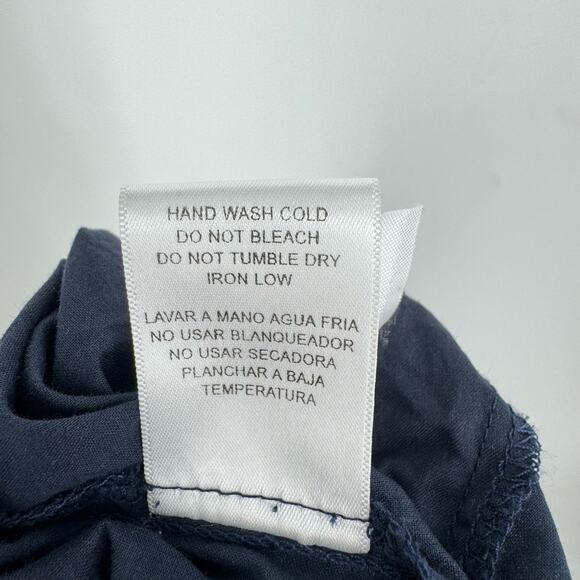 HAND WASH COLD
DO NOT BLEACH
DO NOT TUMBLE DRY
IRON LOW
LAVAR A MANO AGUA FRIA
NO USAR BLANQUEADOR
NO USAR SECADORA
PLANCHAR A BAJA
TEMPERATURA